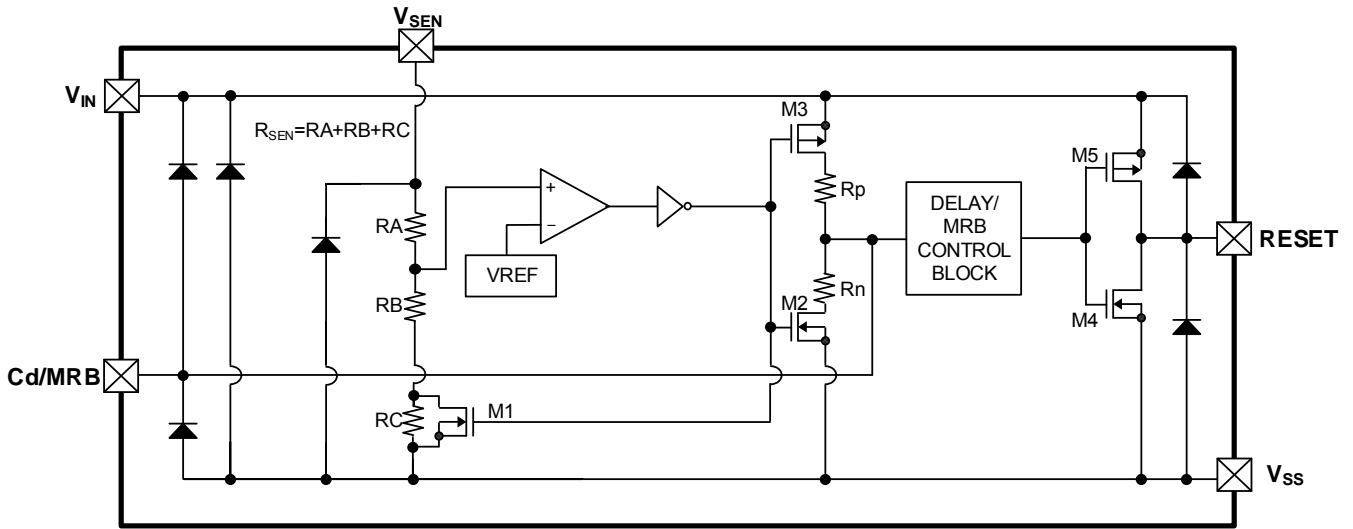 VSEN
VIN
RSEN=RA+RB+RC
M3
M5
+
Rp
RA
DELAY/
MRB
CONTROL
BLOCK
−
RESET
VREF
Rn
RB
M2
M4
Cd/MRB
RC
M1
VSS